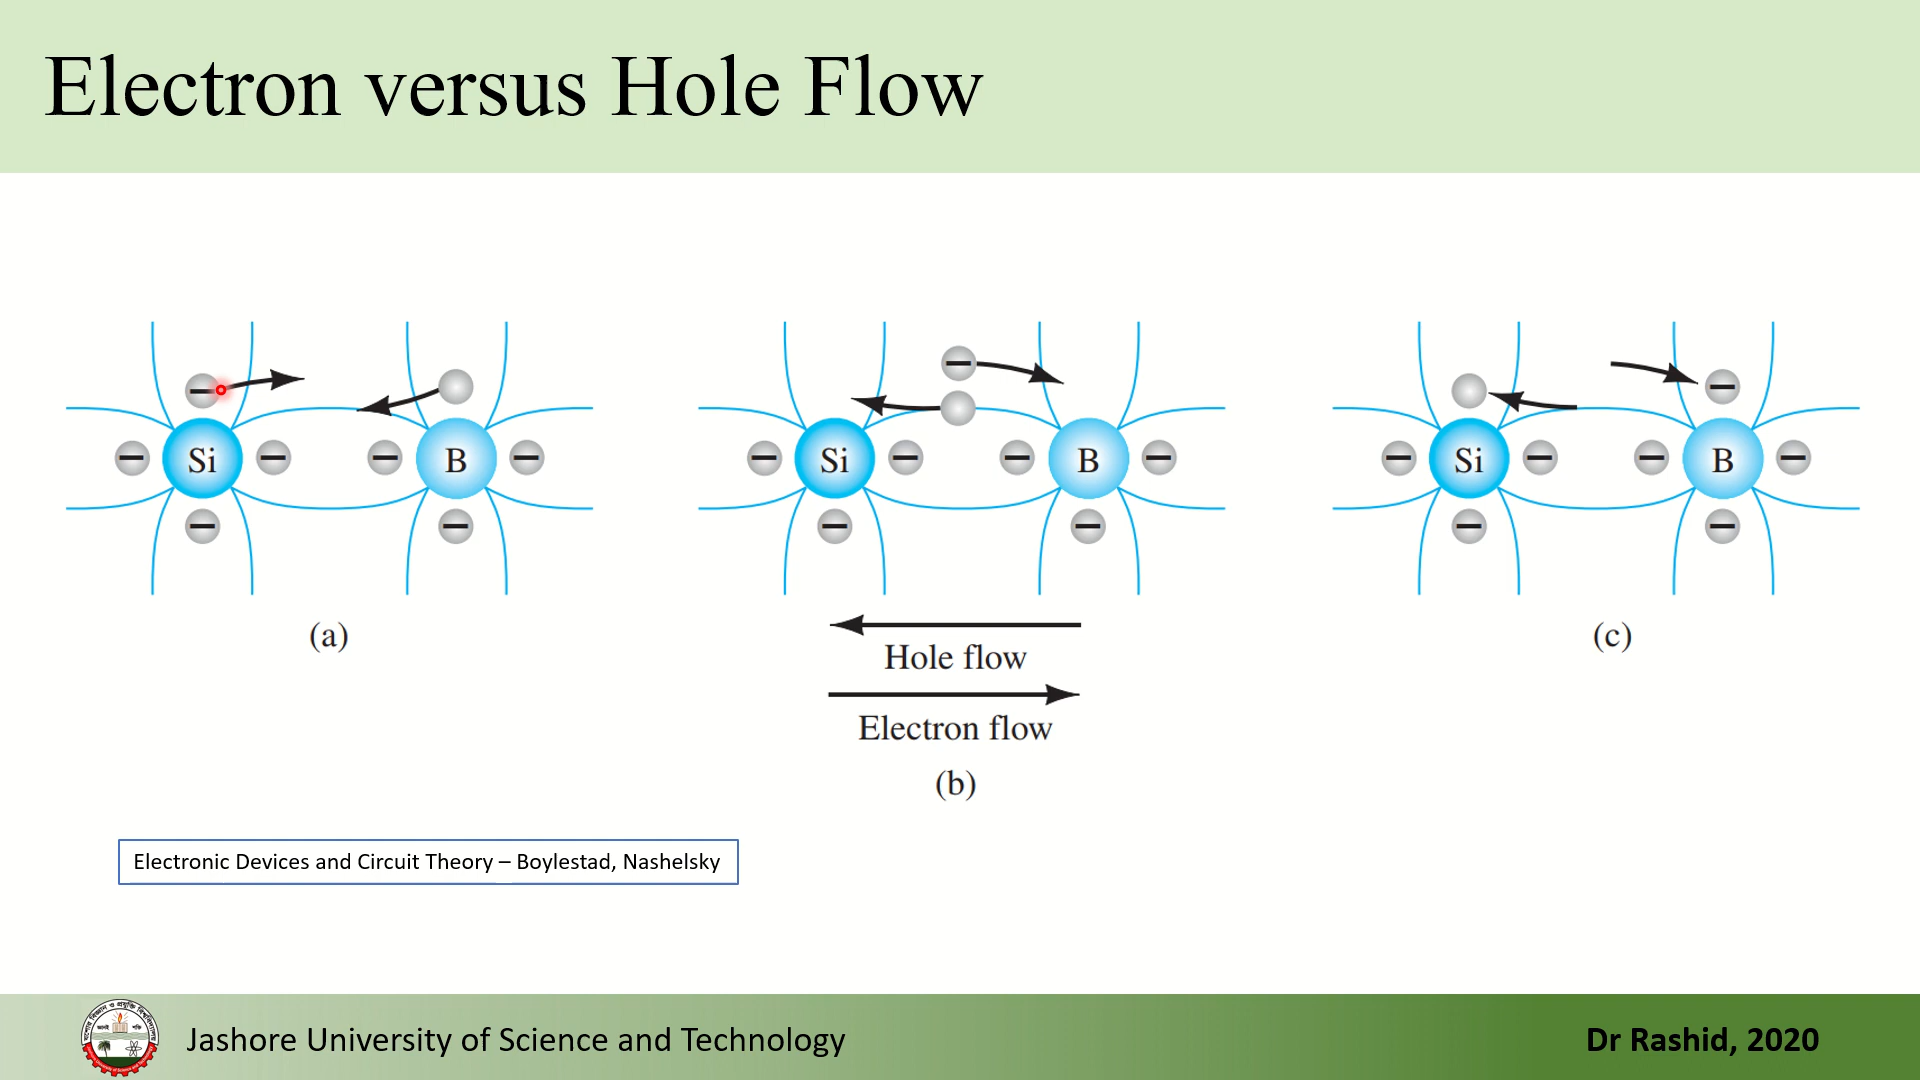 Electron versus Hole Flow
Si
B
(a)
Si
B
Hole flow
Electron flow
(b)
Si
B
(c)
Electronic Devices and Circuit Theory – Boylestad, Nashelsky
Jashore University of Science and Technology
Dr Rashid, 2020